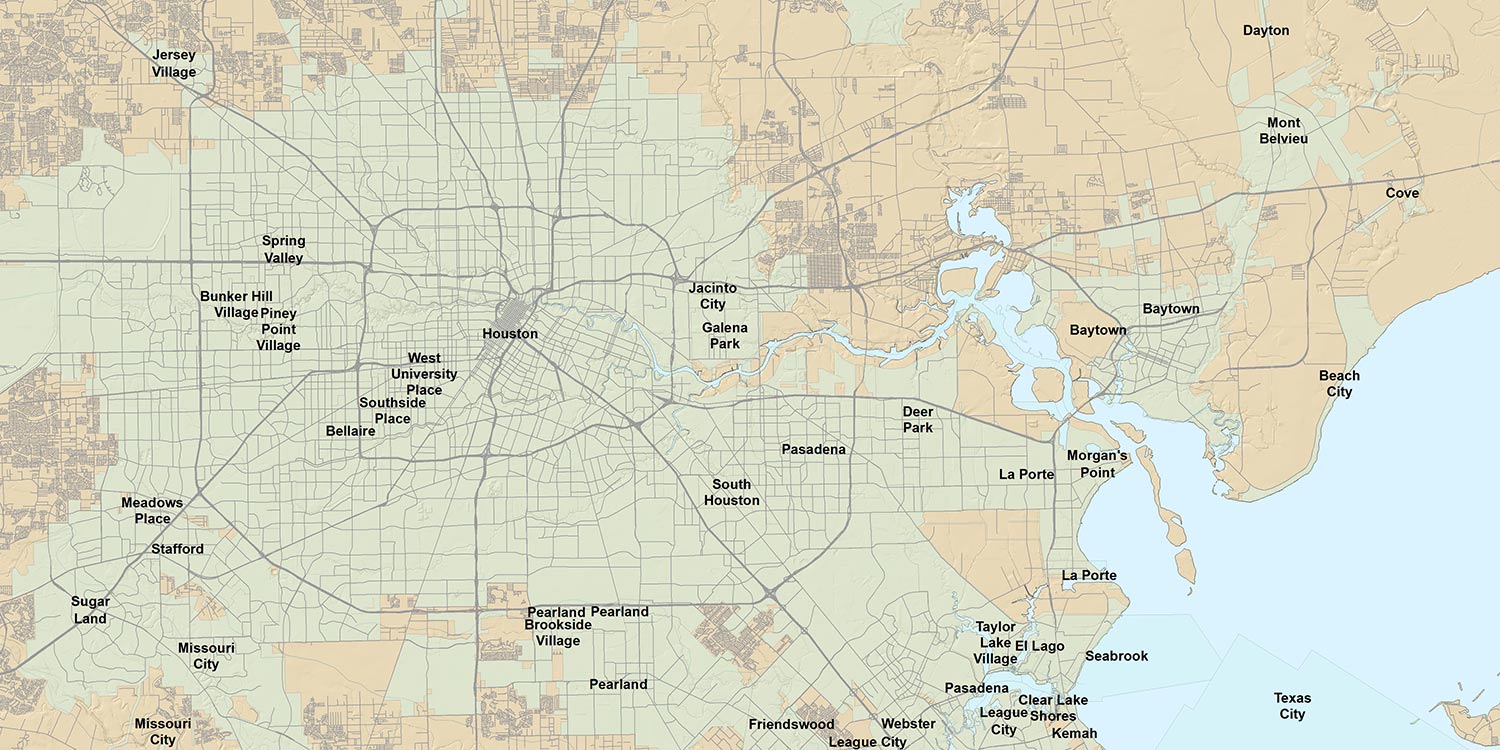 Dayton
Jersey
Village
Mont
Belvieu
Cove
Spring
Valley
Bunker Hill
Village
Piney
Point
Village
Jacinto
City
Galena
Park
Houston
Baytown
Baytown
West
University
Place
Southside
Place
Bellaire
Beach
City
Deer
Park
Pasadena
La Porte
Morgan's
Point
South
Houston
Meadows
Place
Stafford
La Porte
Sugar
Land
Pearland
Pearland
Brookside
Village
Missouri
City
Taylor
Lake
Village
El Lago
Seabrook
Pearland
Pasadena
Clear Lake
Shores
League
City
Kemah
Texas
City
Missouri
City
Friendswood
Webster
League City